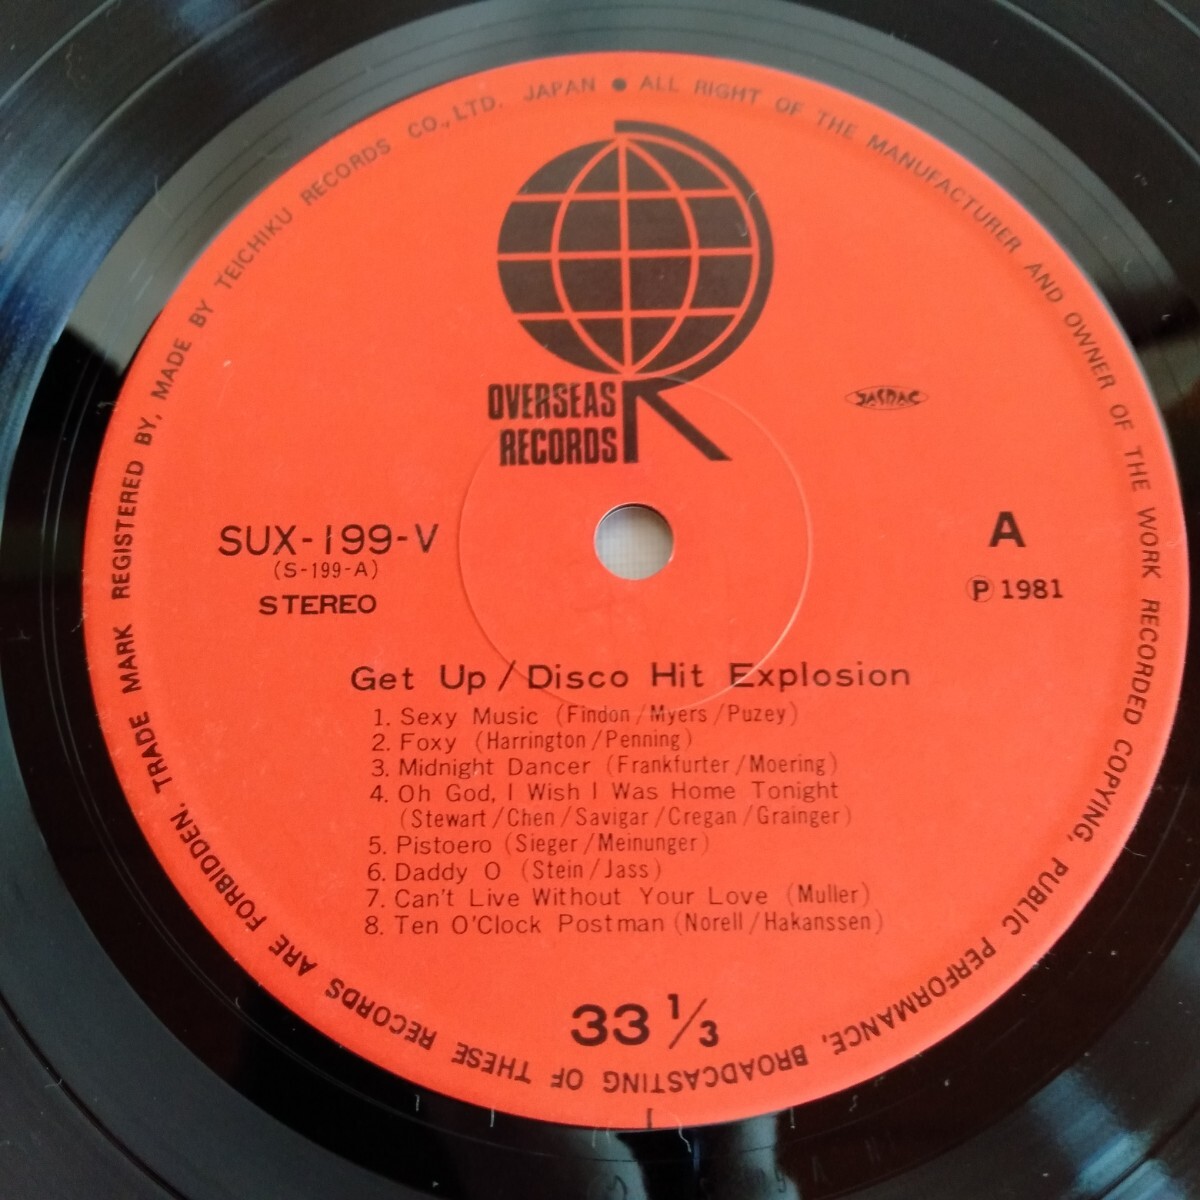 TRADE MARK REGISTERED BY, MADE BY TEICHIKU RECORDS CO., LTD. JAPAN ● ALL RIGHT OF THE MANUFACTURER AND OWNER OF THE WORK RECORDED COPYING, PUBLIC PERFORMANCE, BROADCASTING OF THESE RECORDS ARE FORBIDDEN.
OVERSEAS
RECORDS
R
JASRAC
SUX-199-V
(S-199-A)
STEREO
A
Ⓟ 1981
Get Up / Disco Hit Explosion
1. Sexy Music (Findon/Myers/Puzey)
2. Foxy (Harrington/Penning)
3. Midnight Dancer (Frankfurter/Moering)
4. Oh God, I Wish I Was Home Tonight
(Stewart/Chen/Savigar/Cregan/Grainger)
5. Pistoero (Sieger/Meinunger)
6. Daddy O (Stein/Jass)
7. Can't Live Without Your Love (Muller)
8. Ten O'Clock Postman (Norell/Hakanssen)
33 1/3